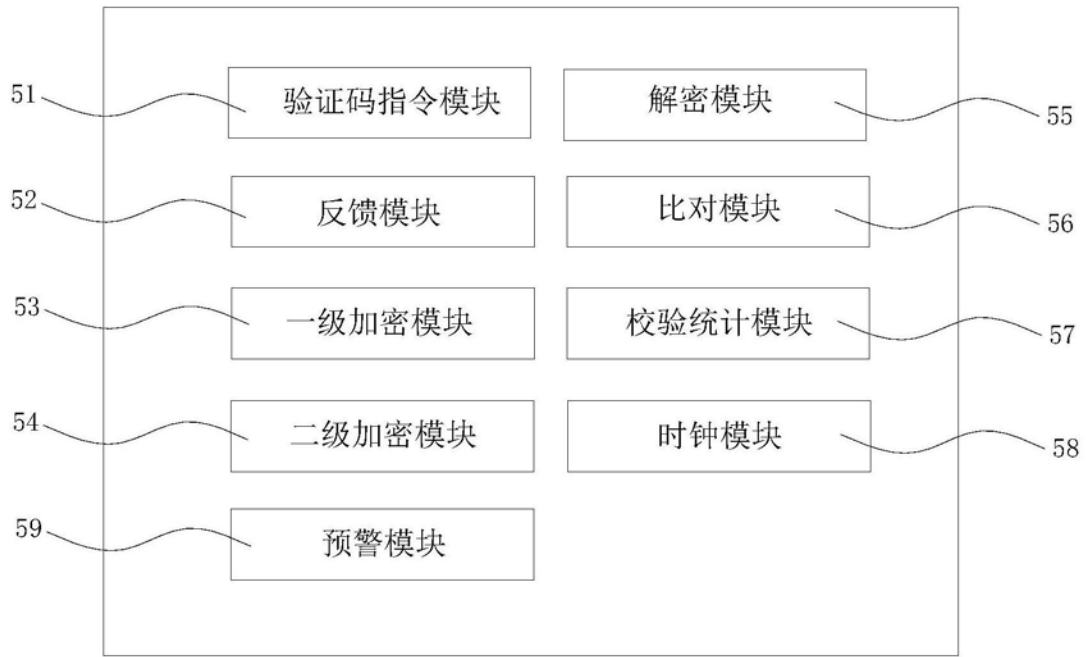 51 验证码指令模块 解密模块 55
52 反馈模块 比对模块 56
53 一级加密模块 校验统计模块 57
54 二级加密模块 时钟模块 58
59 预警模块